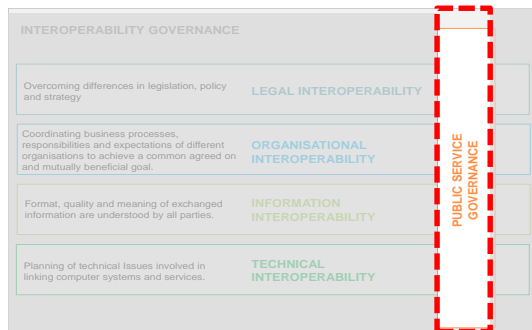 INTEROPERABILITY GOVERNANCE
Overcoming differences in legislation, policy
and strategy
LEGAL INTEROPERABILITY
Coordinating business processes,
responsibilities and expectations of different
organisations to achieve a common agreed on
and mutually beneficial goal.
ORGANISATIONAL
INTEROPERABILITY
Format, quality and meaning of exchanged
information are understood by all parties.
INFORMATION
INTEROPERABILITY
Planning of technical Issues involved in
linking computer systems and services.
TECHNICAL
INTEROPERABILITY
PUBLIC SERVICE
GOVERNANCE